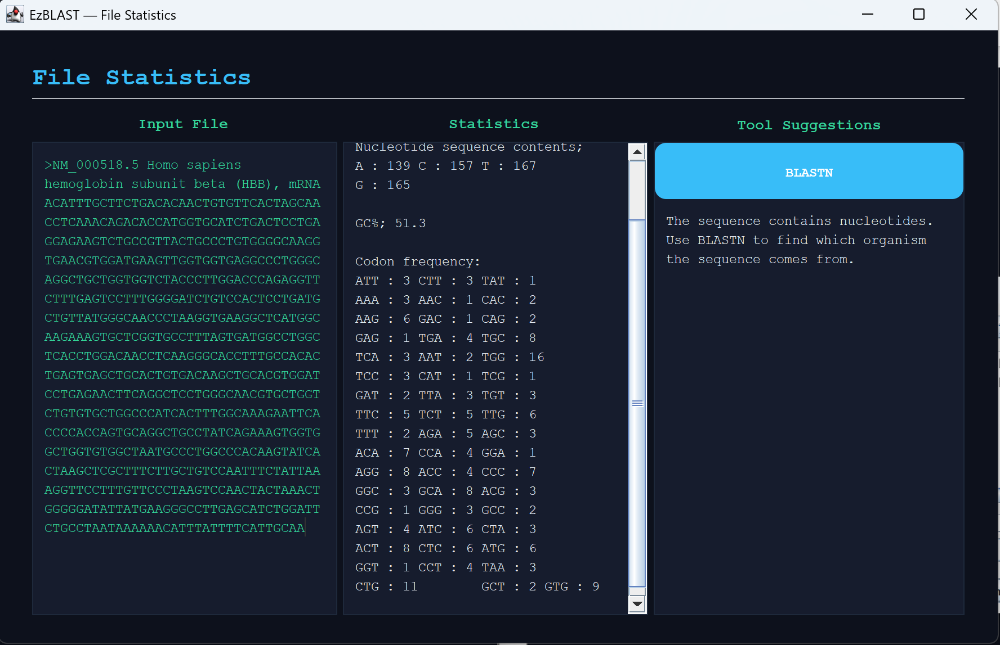 EzBLAST — File Statistics
File Statistics
Input File
>NM_000518.5 Homo sapiens
hemoglobin subunit beta (HBB), mRNA
ACATTTGCTTCTGACACAACTGTGTTCACTAGCAA
CCTCAAACAGACACCATGGTGCATCTGACTCCTGA
GGAGAAGTCTGCCGTTACTGCCCTGTGGGGCAAGG
TGAACGTGGATGAAGTTGGTGGTGAGGCCCTGGGC
AGGCTGCTGGTGGTCTACCCTTGGACCCAGAGGTT
CTTTGAGTCCTTTGGGGATCTGTCCACTCCTGATG
CTGTTATGGGCAACCCTAAGGTGAAGGCTCATGGC
AAGAAAGTGCTCGGTGCCTTTAGTGATGGCCTGGC
TCACCTGGACAACCTCAAGGGCACCTTTGCCACAC
TGAGTGAGCTGCACTGTGACAAGCTGCACGTGGAT
CCTGAGAACTTCAGGCTCCTGGGCAACGTGCTGGT
CTGTGTGCTGGCCCATCACTTTGGCAAAGAATTCA
CCCCACCAGTGCAGGCTGCCTATCAGAAAGTGGTG
GCTGGTGTGGCTAATGCCCTGGCCCACAAGTATCA
CTAAGCTCGCTTTCTTGCTGTCCAATTTCTATTAA
AGGTTCCTTTGTTCCCTAAGTCCAACTACTAAACT
GGGGGATATTATGAAGGGCCTTGAGCATCTGGATT
CTGCCTAATAAAAAACATTTATTTTCATTGCAA
Statistics
Nucleotide sequence contents;
A : 139 C : 157 T : 167
G : 165
GC%; 51.3
Codon frequency:
ATT : 3 CTT : 3 TAT : 1
AAA : 3 AAC : 1 CAC : 2
AAG : 6 GAC : 1 CAG : 2
GAG : 1 TGA : 4 TGC : 8
TCA : 3 AAT : 2 TGG : 16
TCC : 3 CAT : 1 TCG : 1
GAT : 2 TTA : 3 TGT : 3
TTC : 5 TCT : 5 TTG : 6
TTT : 2 AGA : 5 AGC : 3
ACA : 7 CCA : 4 GGA : 1
AGG : 8 ACC : 4 CCC : 7
GGC : 3 GCA : 8 ACG : 3
CCG : 1 GGG : 3 GCC : 2
AGT : 4 ATC : 6 CTA : 3
ACT : 8 CTC : 6 ATG : 6
GGT : 1 CCT : 4 TAA : 3
CTG : 11 GCT : 2 GTG : 9
Tool Suggestions
BLASTN
The sequence contains nucleotides.
Use BLASTN to find which organism
the sequence comes from.